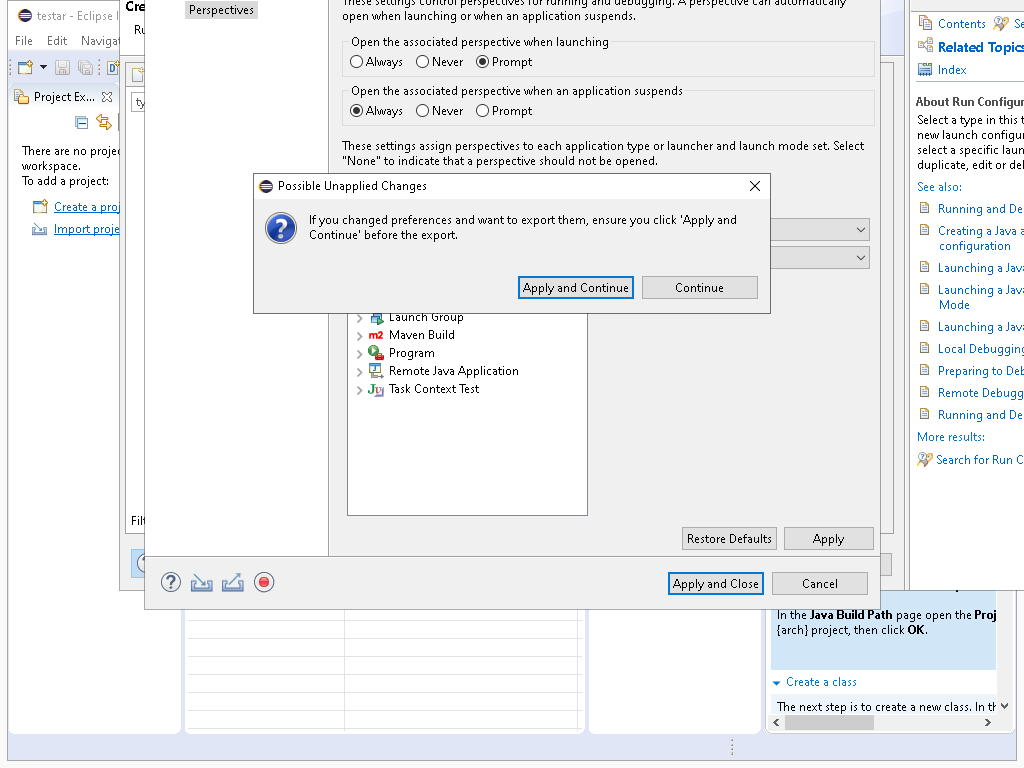 testar - Eclipse
File Edit Navigat
Project Ex...
There are no proje
workspace.
To add a project:
Create a proj
Import proje
Cre
Ru
ty
Filt
Perspectives
These settings control perspectives for running and debugging. A perspective can automatically
open when launching or when an application suspends.
Open the associated perspective when launching
Always Never Prompt
Open the associated perspective when an application suspends
Always Never Prompt
These settings assign perspectives to each application type or launcher and launch mode set. Select
"None" to indicate that a perspective should not be opened.
Possible Unapplied Changes
If you changed preferences and want to export them, ensure you click 'Apply and
Continue' before the export.
Apply and Continue Continue
Launch Group
Maven Build
Program
Remote Java Application
Task Context Test
Restore Defaults Apply
Apply and Close Cancel
Contents Se
Related Topics
Index
About Run Configur
Select a type in this t
new launch configur
select a specific laun
duplicate, edit or del
See also:
Running and De
Creating a Java a
configuration
Launching a Java
Launching a Java
Mode
Launching a Java
Local Debugging
Preparing to Deb
Remote Debugg
Running and De
More results:
Search for Run C
In the Java Build Path page open the Proj
{arch} project, then click OK.
Create a class
The next step is to create a new class. In th